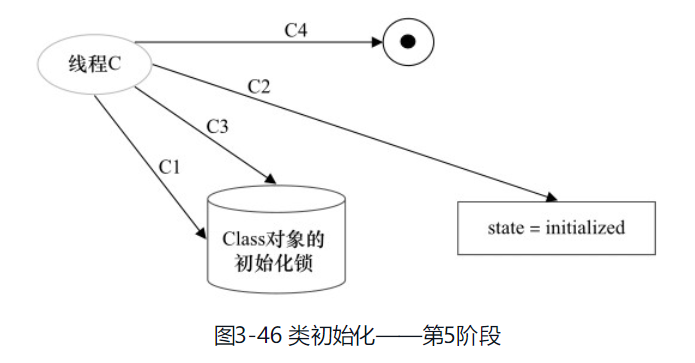 C4
线程C
C2
C3
C1
Class对象的
初始化锁
state = initialized
图3-46 类初始化——第5阶段